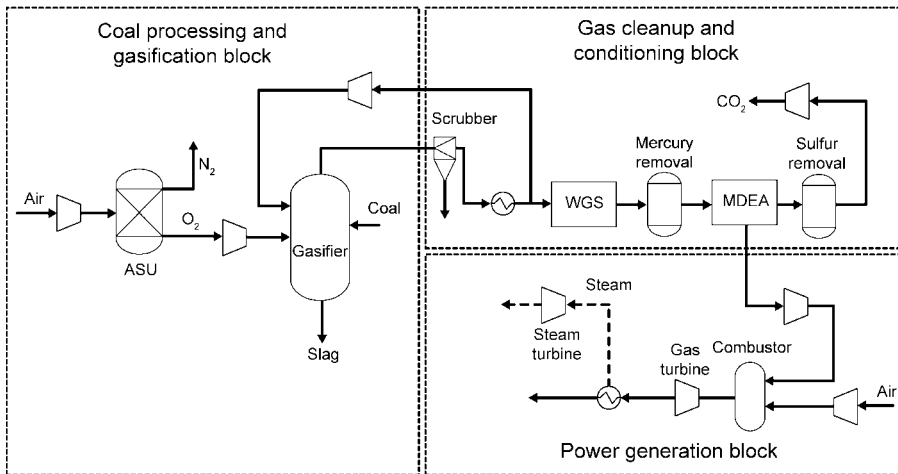 Coal processing and
gasification block
Air
N2
O2
ASU
Gasifier
Coal
Slag
Gas cleanup and
conditioning block
Scrubber
CO2
Mercury
removal
Sulfur
removal
WGS
MDEA
Steam
Steam
turbine
Gas
turbine
Combustor
Air
Power generation block